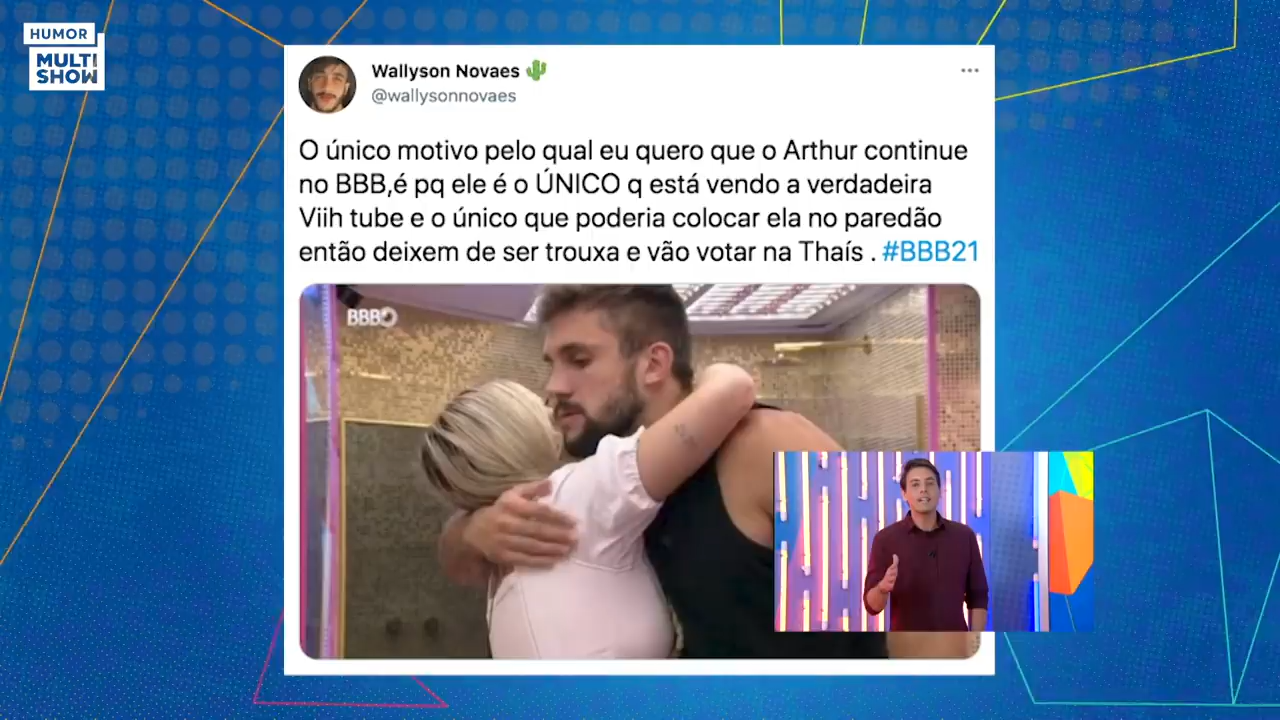 HUMOR
MULTI
SHOW
Wallyson Novaes
@wallysonnovaes
O único motivo pelo qual eu quero que o Arthur continue
no BBB,é pq ele é o ÚNICO q está vendo a verdadeira
Viih tube e o único que poderia colocar ela no paredão
então deixem de ser trouxa e vão votar na Thaís . #BBB21
BBB